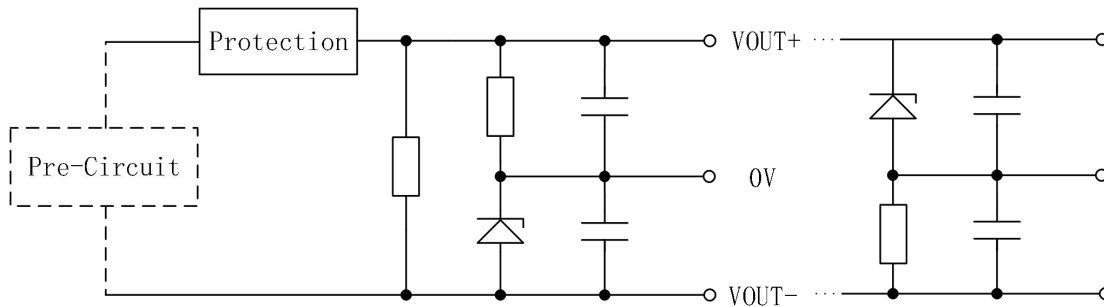 Protection
VOUT+ ···
Pre-Circuit
0V
VOUT- ···